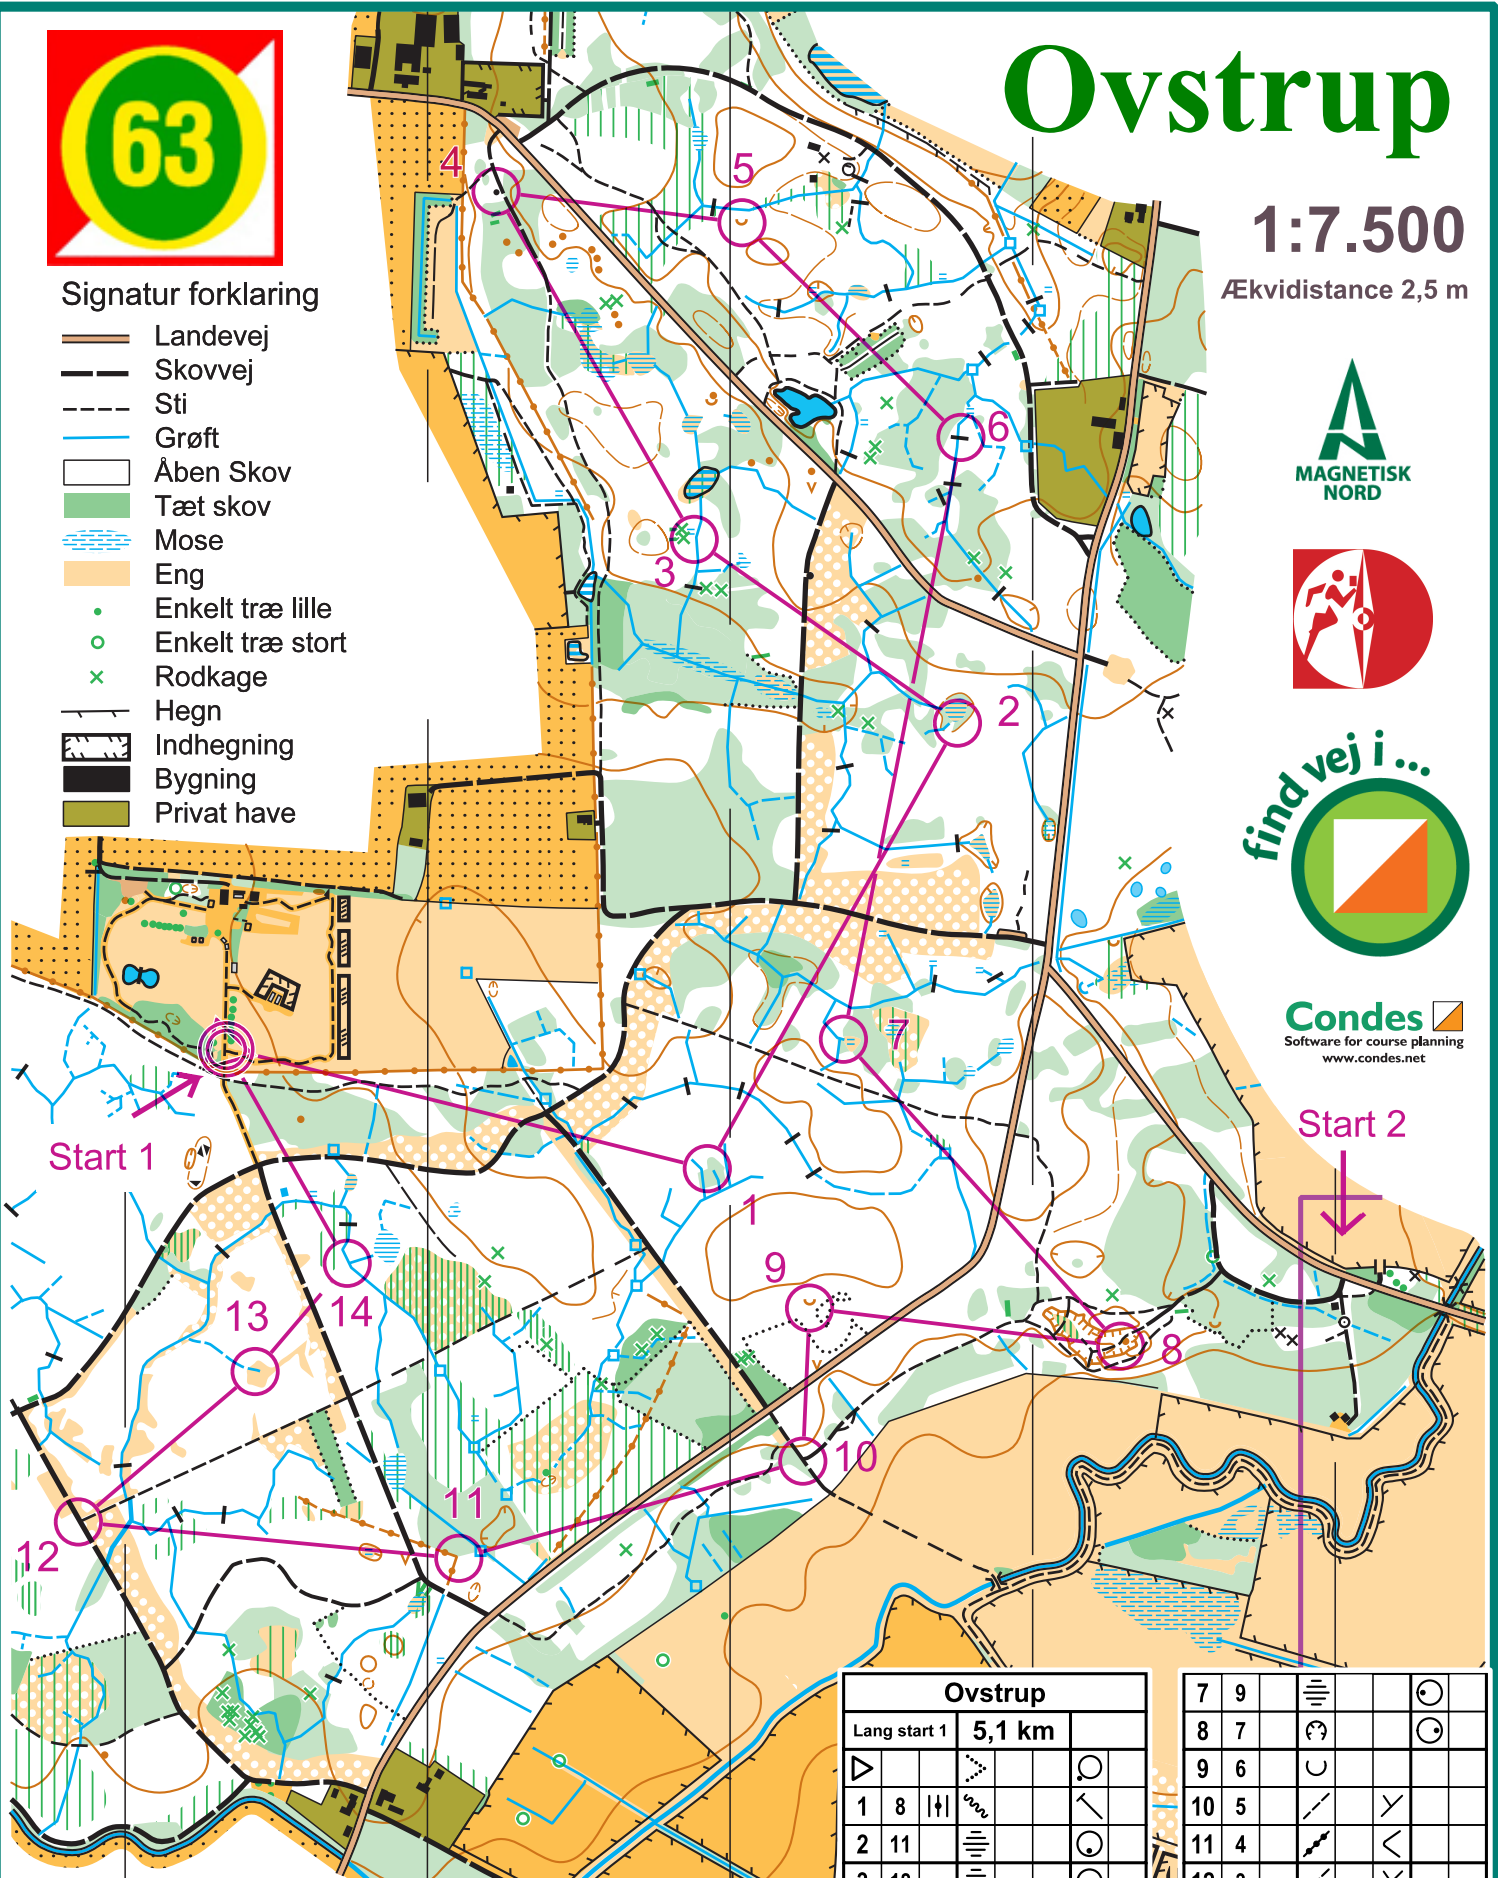 63
Ovstrup
1:7.500
Ækvidistance 2,5 m
Signatur forklaring
Landevej
Skovvej
Sti
Grøft
Åben Skov
Tæt skov
Mose
Eng
Enkelt træ lille
Enkelt træ stort
Rodkage
Hegn
Indhegning
Bygning
Privat have
MAGNETISK
NORD
find vej i ...
Condes
Software for course planning
www.condes.net
Start 1
Start 2
4
5
6
3
2
7
1
9
8
13
14
10
11
12
Ovstrup
Lang start 1 5,1 km
1 8
2 11
7 9
8 7
9 6
10 5
11 4